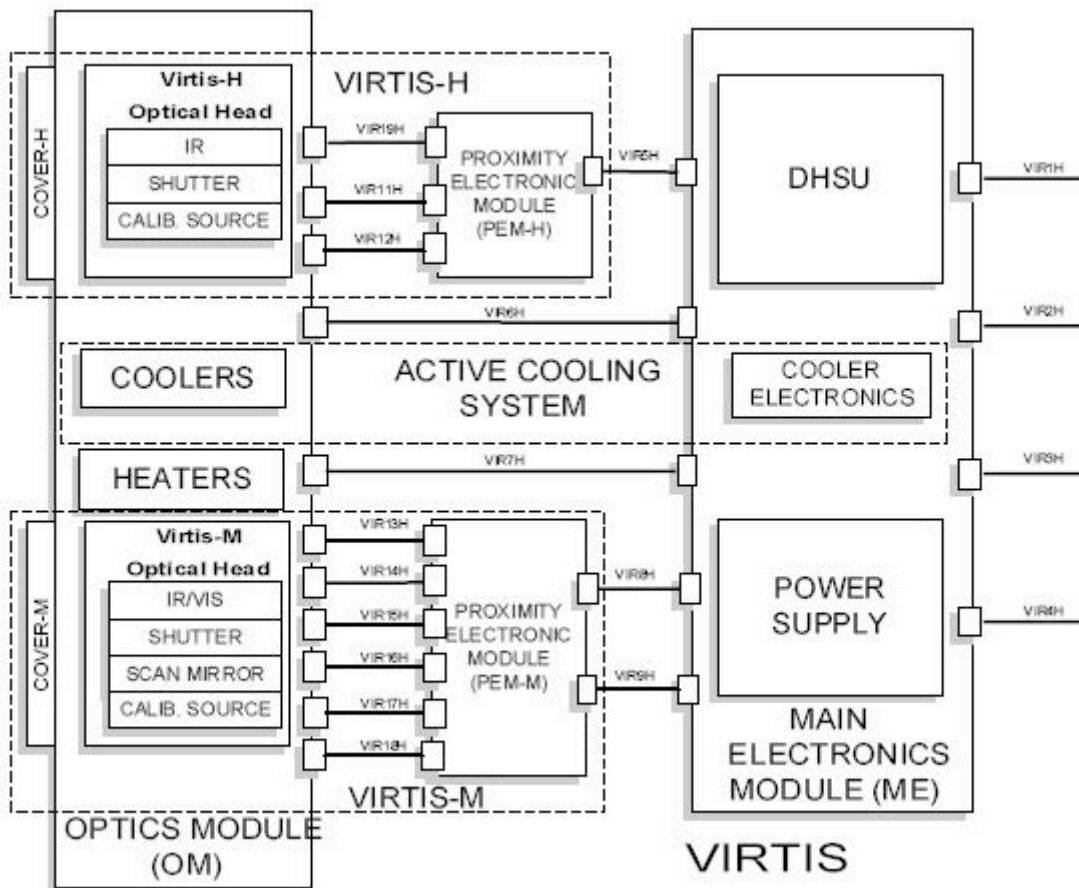 VIRTIS-H
COVER-H
Virtis-H
Optical Head
IR
SHUTTER
CALIB. SOURCE
VIR19H
VIR11H
VIR12H
PROXIMITY
ELECTRONIC
MODULE
(PEM-H)
VIR5H
DHSU
VIR1H
VIR6H
VIR2H
COOLERS
ACTIVE COOLING
SYSTEM
COOLER
ELECTRONICS
HEATERS
VIR7H
VIR3H
COVER-M
Virtis-M
Optical Head
IR/VIS
SHUTTER
SCAN MIRROR
CALIB. SOURCE
VIR13H
VIR14H
VIR15H
VIR16H
VIR17H
VIR18H
PROXIMITY
ELECTRONIC
MODULE
(PEM-M)
VIR8H
VIR9H
POWER
SUPPLY
VIR4H
VIRTIS-M
MAIN
ELECTRONICS
MODULE (ME)
OPTICS MODULE
(OM)
VIRTIS